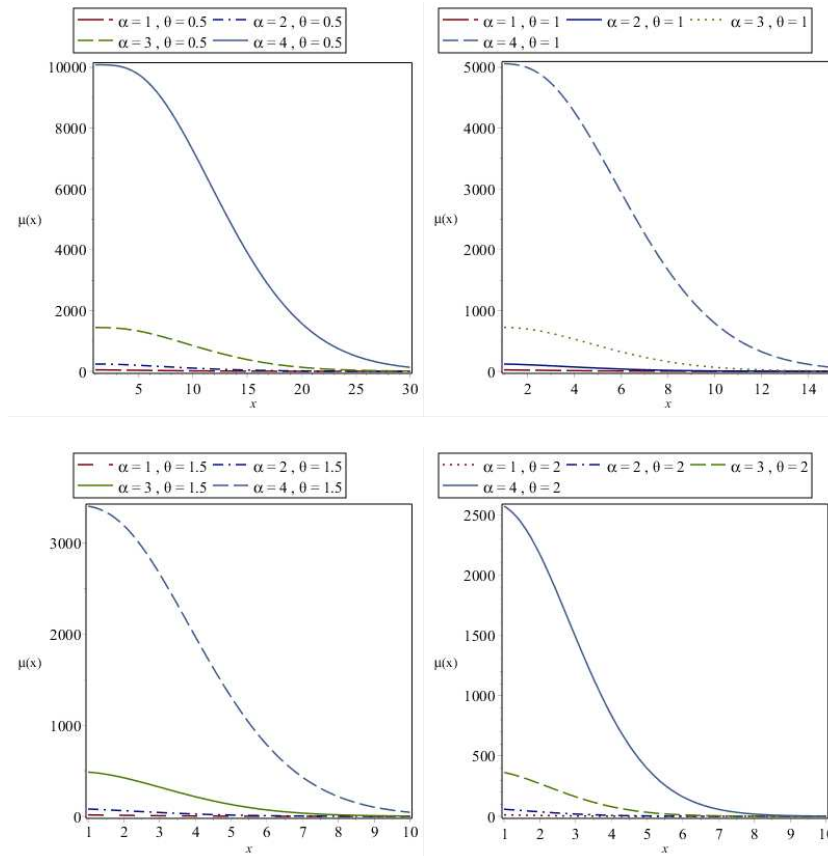 α = 1 , θ = 0.5 α = 2 , θ = 0.5
α = 3 , θ = 0.5 α = 4 , θ = 0.5
10000
8000
6000
μ(x)
4000
2000
0
5 10 15 20 25 30
x
α = 1 , θ = 1 α = 2 , θ = 1 α = 3 , θ = 1
α = 4 , θ = 1
5000
4000
3000
μ(x)
2000
1000
0
2 4 6 8 10 12 14
x
α = 1 , θ = 1.5 α = 2 , θ = 1.5
α = 3 , θ = 1.5 α = 4 , θ = 1.5
3000
2000
μ(x)
1000
0
1 2 3 4 5 6 7 8 9 10
x
α = 1 , θ = 2 α = 2 , θ = 2 α = 3 , θ = 2
α = 4 , θ = 2
2500
2000
1500
μ(x)
1000
500
0
1 2 3 4 5 6 7 8 9 10
x